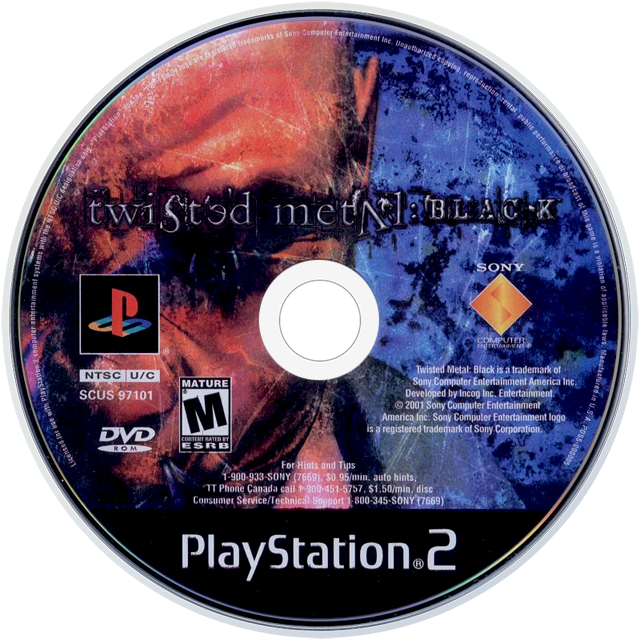 twisted metal: BLACK
SONY
COMPUTER
ENTERTAINMENT®
NTSC U/C
SCUS 97101
MATURE
M
CONTENT RATED BY
ESRB
DVD
ROM
Twisted Metal: Black is a trademark of
Sony Computer Entertainment America Inc.
Developed by Incog Inc. Entertainment.
© 2001 Sony Computer Entertainment
America Inc. Sony Computer Entertainment logo
is a registered trademark of Sony Corporation.
For Hints and Tips
1-900-933-SONY (7669), $0.95/min. auto hints,
TT Phone Canada call 1-900-451-5757, $1.50/min. disc
Consumer Service/Technical Support 1-800-345-SONY (7669)
PlayStation®2